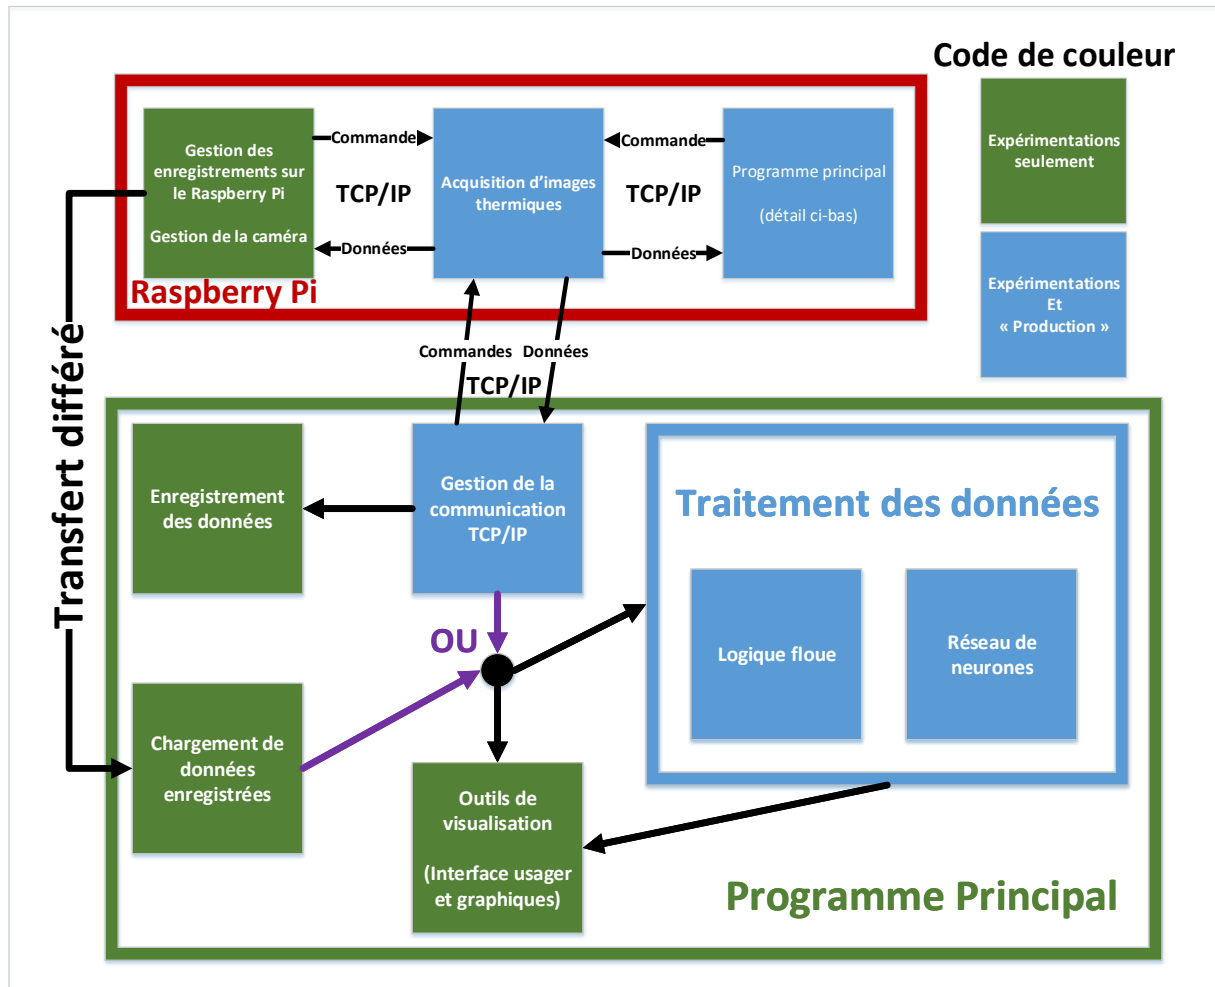 Code de couleur
Expérimentations
seulement
Expérimentations
Et
« Production »
Gestion des
enregistrements sur
le Raspberry Pi
Gestion de la caméra
Commande
TCP/IP
Données
Acquisition d’images
thermiques
Commande
TCP/IP
Données
Programme principal
(détail ci-bas)
Raspberry Pi
Transfert différé
Commandes
Données
TCP/IP
Enregistrement
des données
Gestion de la
communication
TCP/IP
Traitement des données
Logique floue
Réseau de
neurones
OU
Chargement de
données
enregistrées
Outils de
visualisation
(Interface usager
et graphiques)
Programme Principal